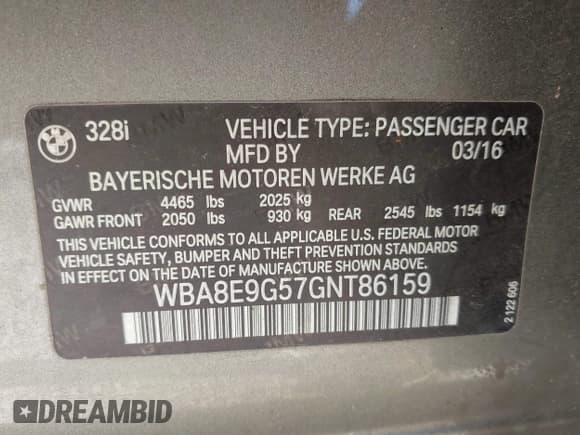 328i VEHICLE TYPE: PASSENGER CAR
MFD BY 03/16
BAYERISCHE MOTOREN WERKE AG
GVWR 4465 lbs 2025 kg
GAWR FRONT 2050 lbs 930 kg REAR 2545 lbs 1154 kg
THIS VEHICLE CONFORMS TO ALL APPLICABLE U.S. FEDERAL MOTOR
VEHICLE SAFETY, BUMPER AND THEFT PREVENTION STANDARDS
IN EFFECT ON THE DATE OF MANUFACTURE SHOWN ABOVE.
WBA8E9G57GNT86159
2 122 606
DREAMBID